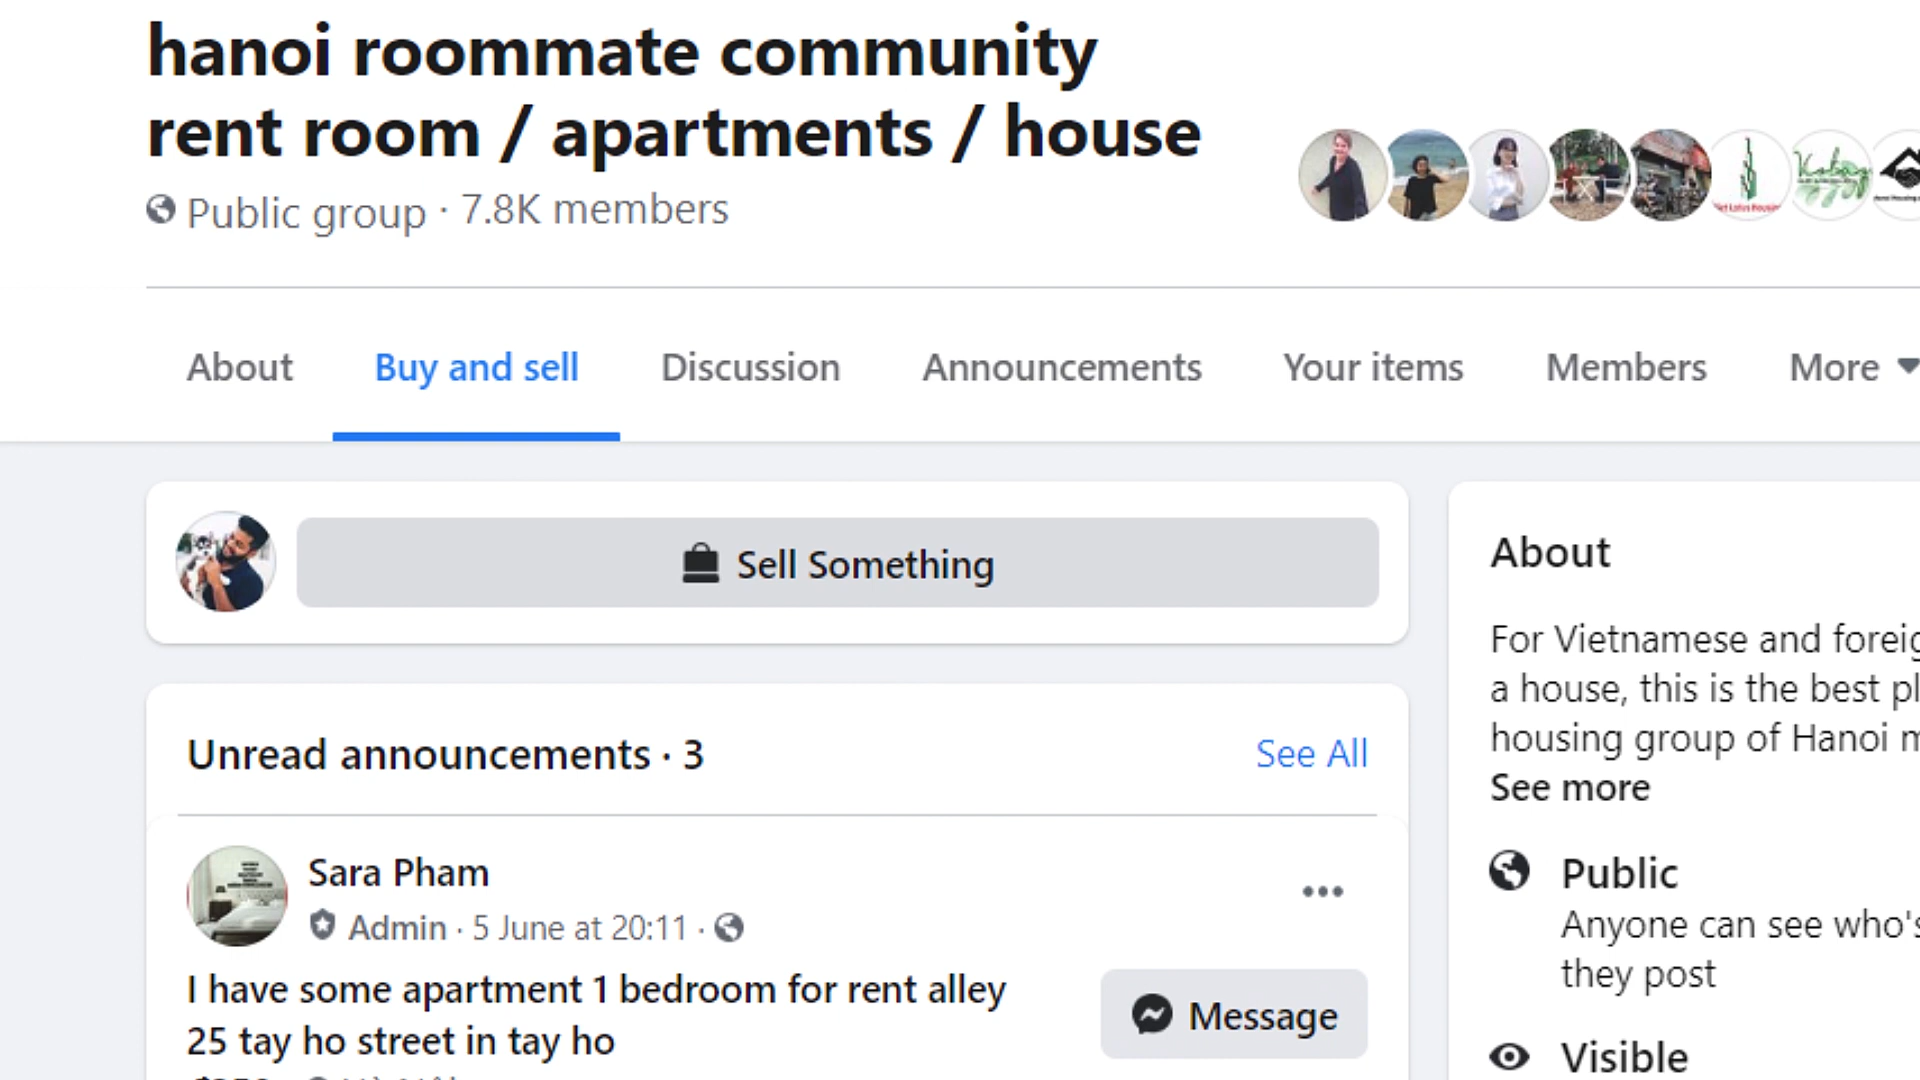 hanoi roommate community
rent room / apartments / house
Public group · 7.8K members
About
Buy and sell
Discussion
Announcements
Your items
Members
More
Sell Something
Unread announcements · 3
See All
Sara Pham
Admin · 5 June at 20:11 ·
I have some apartment 1 bedroom for rent alley
25 tay ho street in tay ho
Message
About
For Vietnamese and
a house, this is the best
housing group of Hanoi
See more
Public
Anyone can see who's
they post
Visible